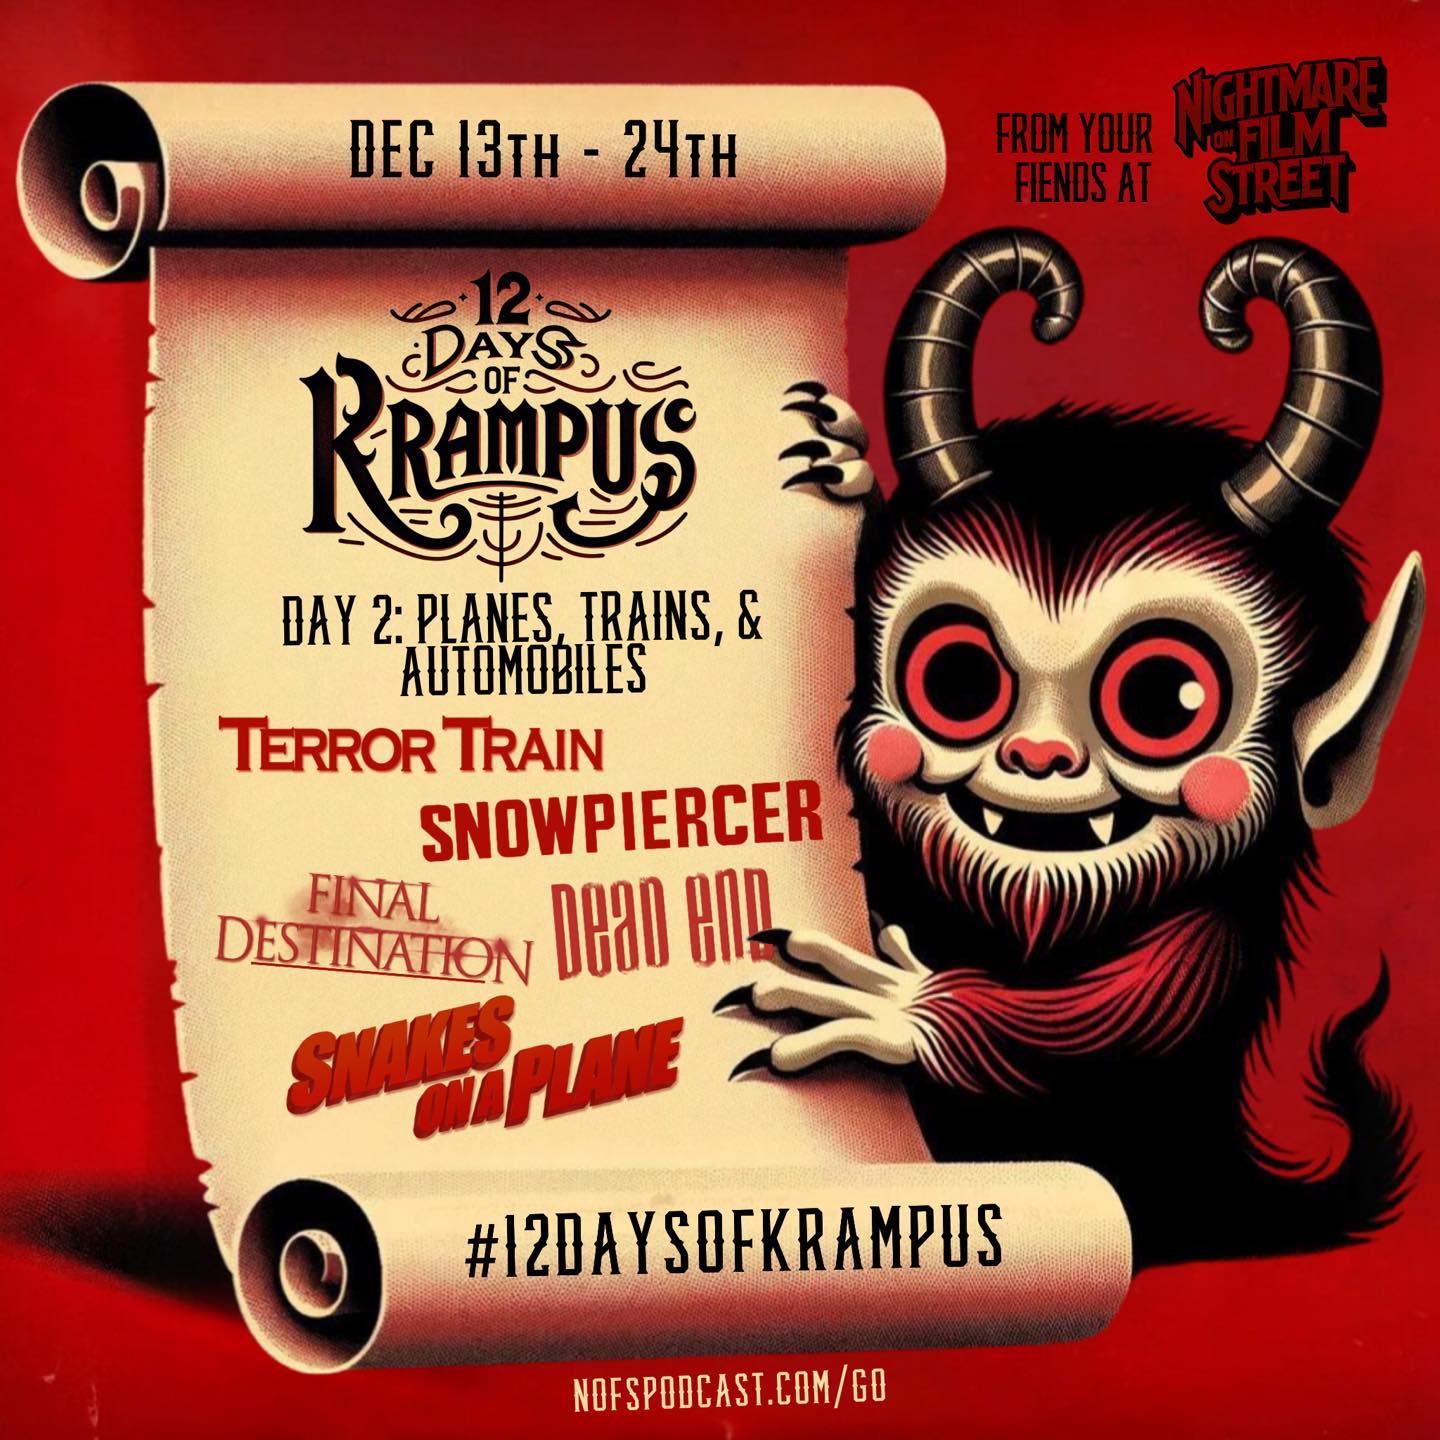 DEC 13TH - 24TH
FROM YOUR
FIENDS AT
NIGHTMARE
ON FILM
STREET
12
DAYS
OF
KRAMPUS
DAY 2: PLANES, TRAINS, &
AUTOMOBILES
TERROR TRAIN
SNOWPIERCER
FINAL
DESTINATION
DEAD END
SNAKES
ON A PLANE
#12DAYSOFKRAMPUS
NOFSPODCAST.COM/GO